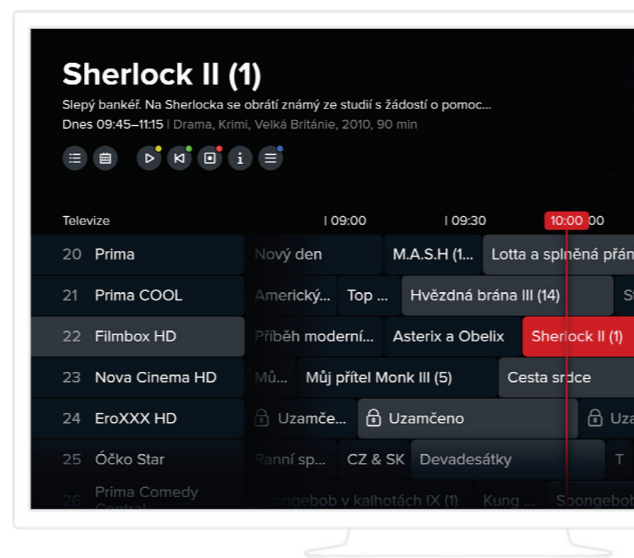 Sherlock II (1)
Slepý bankéř. Na Sherlocka se obrátí známý ze studií s žádostí o pomoc...
Dnes 09:45–11:15 | Drama, Krimi, Velká Británie, 2010, 90 min
Televize | 09:00 | 09:30 10:00 00
20 Prima Nový den M.A.S.H (1... Lotta a splněná přán
21 Prima COOL Americký... Top ... Hvězdná brána III (14) S
22 Filmbox HD Příběh moderní... Asterix a Obelix Sherlock II (1)
23 Nova Cinema HD Mů... Můj přítel Monk III (5) Cesta srdce
24 EroXXX HD Uzamče... Uzamčeno Uza
25 Óčko Star Ranní sp... CZ & SK Devadesátky T
26 Prima Comedy Central Spongebob v kalhotách IX (1) Kung ... Spongebob